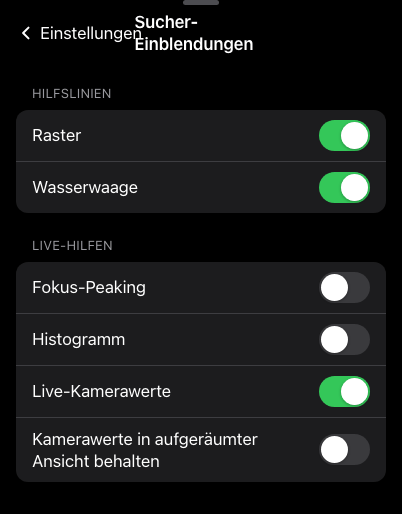 Einstellungen
Sucher-
Einblendungen
HILFSLINIEN
Raster
Wasserwaage
LIVE-HILFEN
Fokus-Peaking
Histogramm
Live-Kamerawerte
Kamerawerte in aufgeräumter
Ansicht behalten